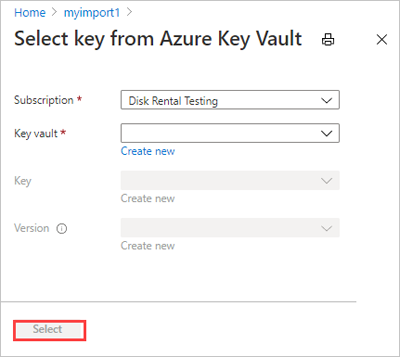 Home > myimport1 >
Select key from Azure Key Vault
Subscription * Disk Rental Testing
Key vault *
Create new
Key
Create new
Version
Create new
Select